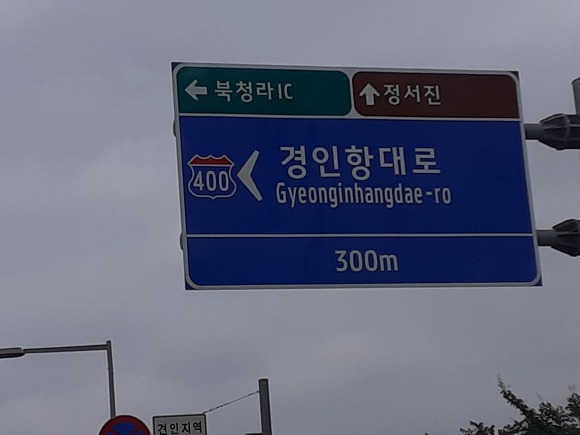 북청라IC
정서진
400
경인항대로
Gyeonginhangdae-ro
300m
견인지역